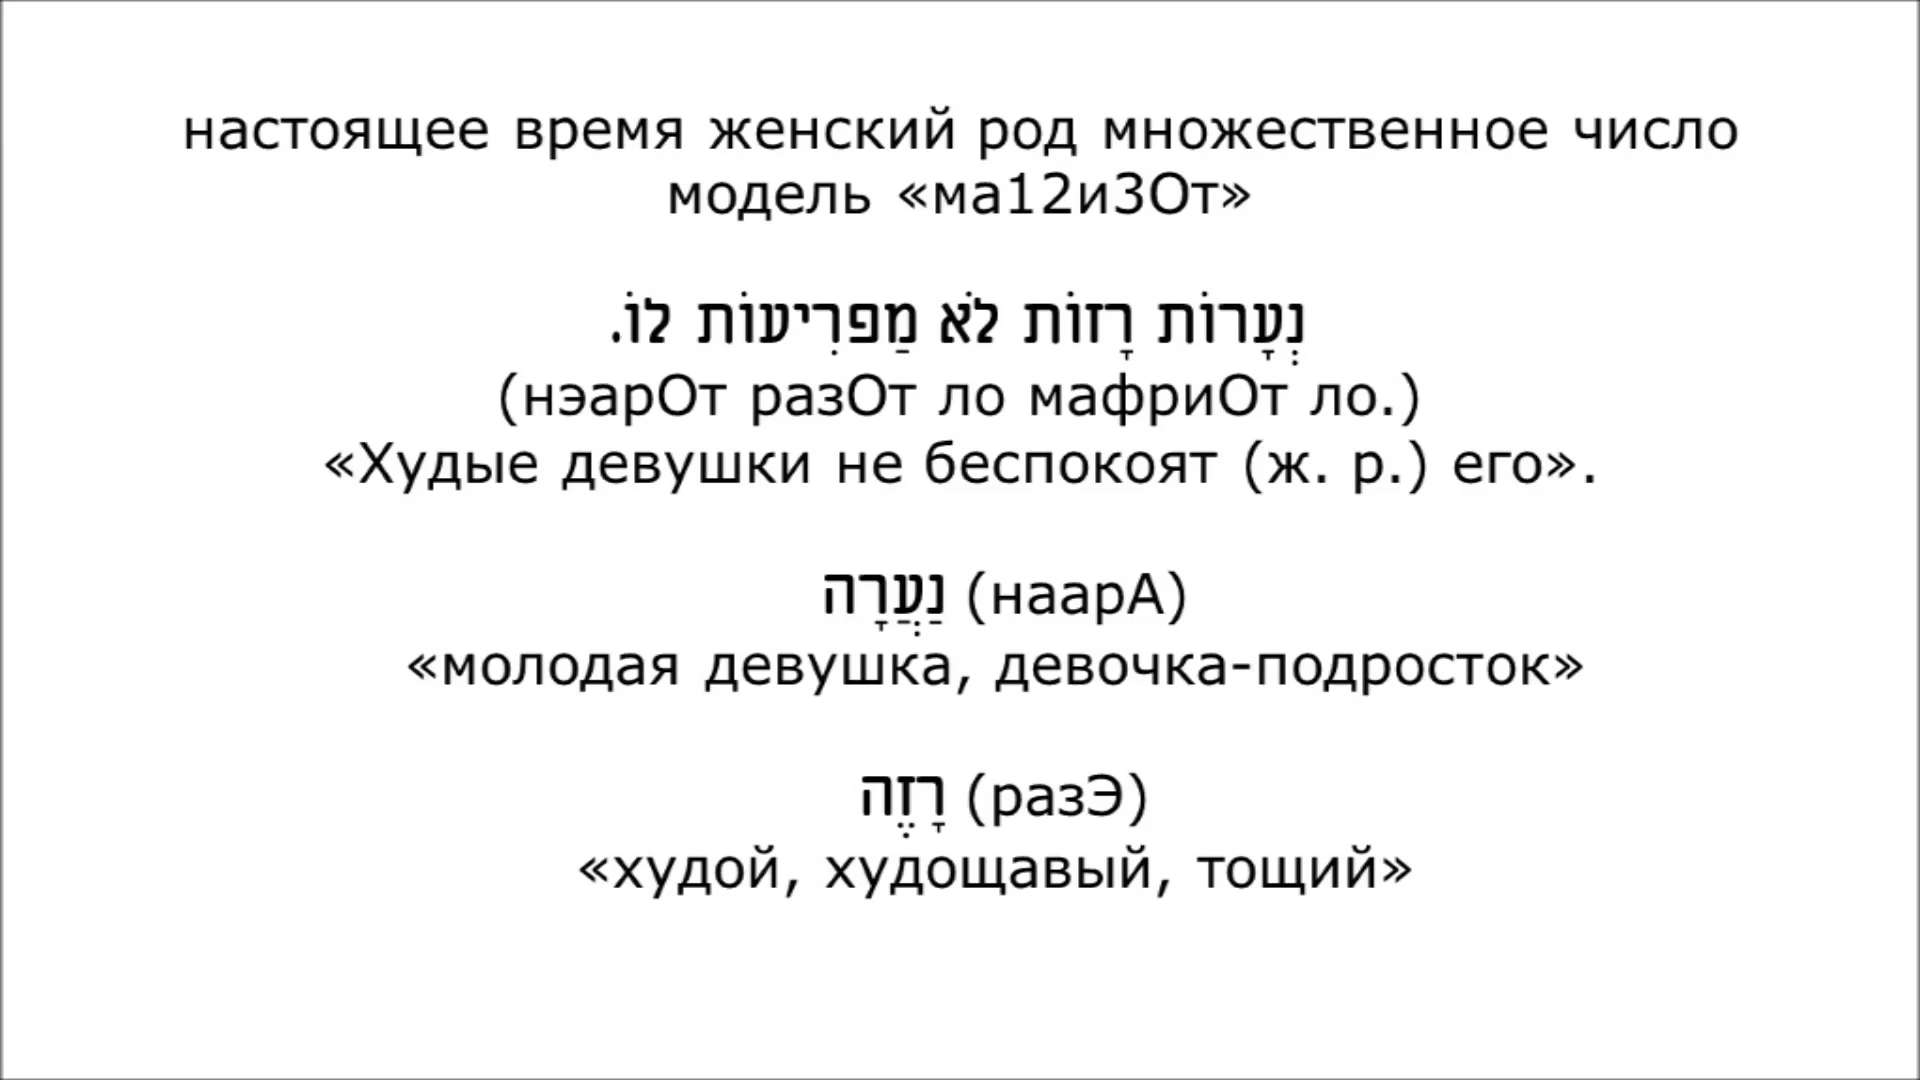 настоящее время женский род множественное число
модель «ма12и3От»
נְעָרוֹת רָזוֹת לֹא מַפרִיעוֹת לוֹ.
(нэарОт разОт ло мафриОт ло.)
«Худые девушки не беспокоят (ж. р.) его».
נַעֲרָה (наарА)
«молодая девушка, девочка-подросток»
רָזֶה (разЭ)
«худой, худощавый, тощий»